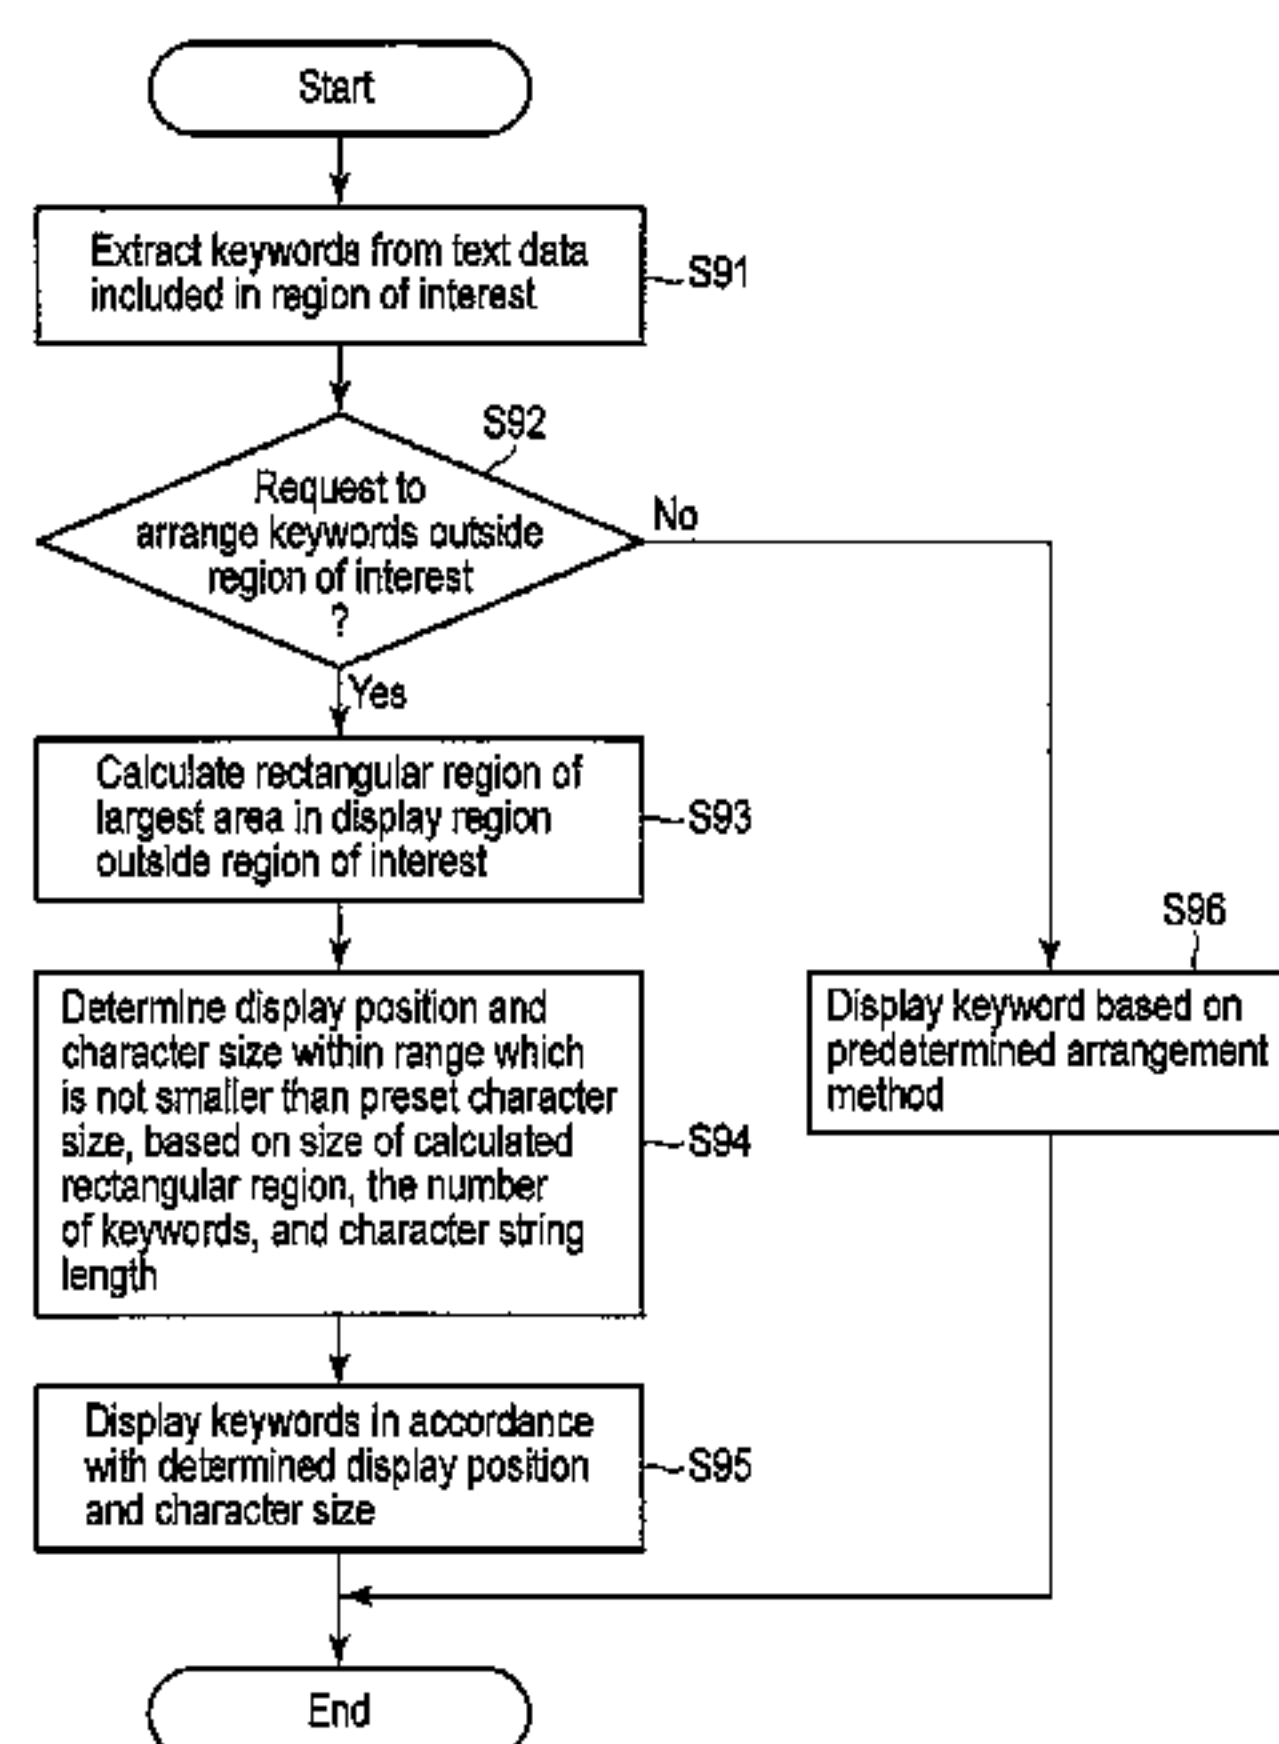 Start
Extract keywords from text data
included in region of interest
S91
S92
Request to
arrange keywords outside
region of interest
?
No
Yes
Calculate rectangular region of
largest area in display region
outside region of interest
S93
Determine display position and
character size within range which
is not smaller than preset character
size, based on size of calculated
rectangular region, the number
of keywords, and character string
length
S94
S96
Display keyword based on
predetermined arrangement
method
Display keywords in accordance
with determined display position
and character size
S95
End